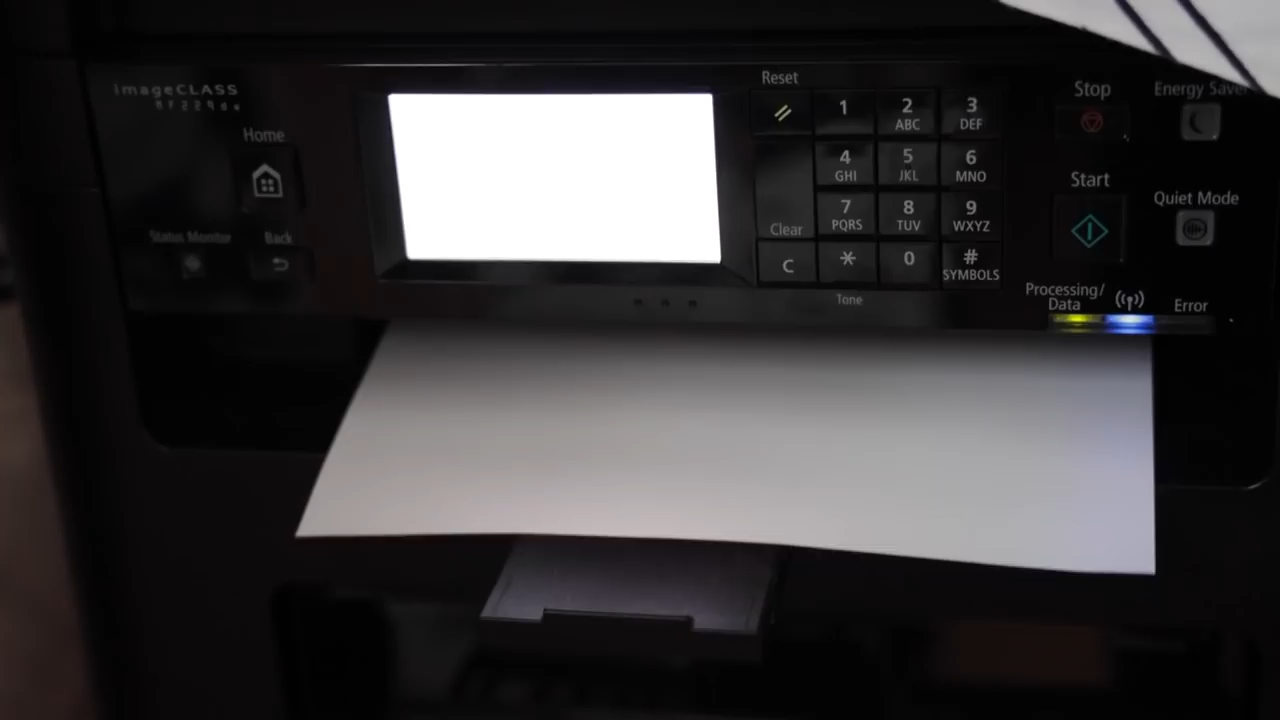 imageCLASS
MF229dw
Home
Status Monitor
Back
Reset
1
2
ABC
3
DEF
4
GHI
5
JKL
6
MNO
7
PQRS
8
TUV
9
WXYZ
Clear
C
*
0
#
SYMBOLS
Tone
Stop
Energy Saver
Start
Quiet Mode
Processing/
Data
Error